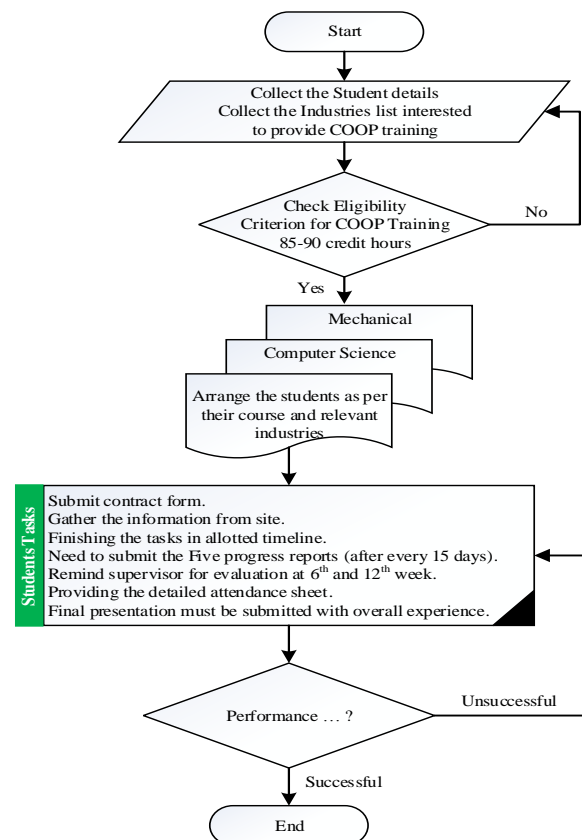 Start
Collect the Student details
Collect the Industries list interested
to provide COOP training
Check Eligibility
Criterion for COOP Training
85-90 credit hours
No
Yes
Mechanical
Computer Science
Arrange the students as per
their course and relevant
industries
Students Tasks
Submit contract form.
Gather the information from site.
Finishing the tasks in allotted timeline.
Need to submit the Five progress reports (after every 15 days).
Remind supervisor for evaluation at 6th and 12th week.
Providing the detailed attendance sheet.
Final presentation must be submitted with overall experience.
Performance … ?
Unsuccessful
Successful
End